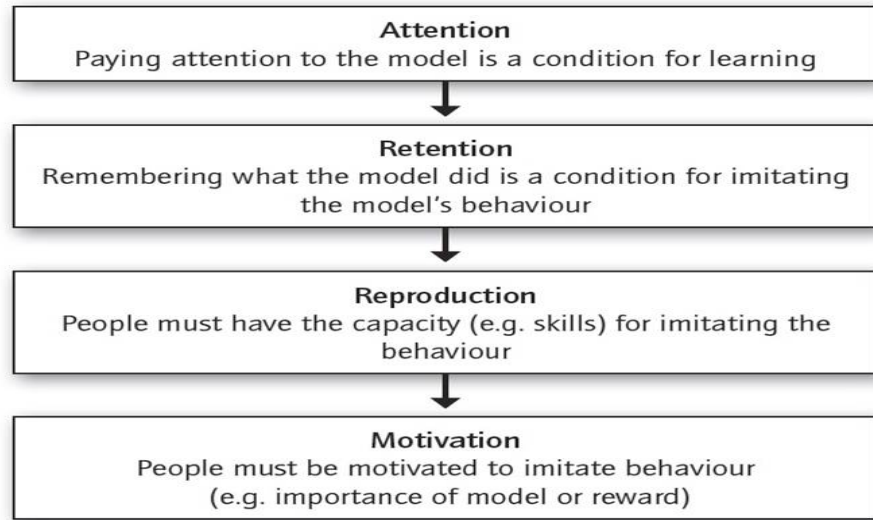 Attention
Paying attention to the model is a condition for learning
Retention
Remembering what the model did is a condition for imitating
the model's behaviour
Reproduction
People must have the capacity (e.g. skills) for imitating the
behaviour
Motivation
People must be motivated to imitate behaviour
(e.g. importance of model or reward)